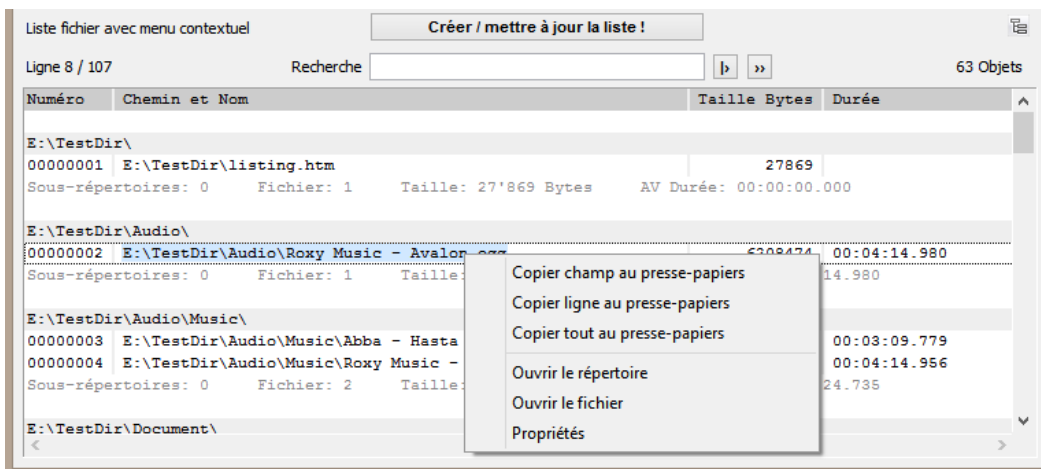 Liste fichier avec menu contextuel Créer / mettre à jour la liste !
Ligne 8 / 107 Recherche |> >> 63 Objets
Numéro Chemin et Nom Taille Bytes Durée
E:\TestDir\
00000001 E:\TestDir\listing.htm 27869
Sous-répertoires: 0 Fichier: 1 Taille: 27'869 Bytes AV Durée: 00:00:00.000
E:\TestDir\Audio\
00000002 E:\TestDir\Audio\Roxy Music - Avalon.ogg 6208474 00:04:14.980
Sous-répertoires: 0 Fichier: 1 Taille: 14.980
E:\TestDir\Audio\Music\
00000003 E:\TestDir\Audio\Music\Abba - Hasta 00:03:09.779
00000004 E:\TestDir\Audio\Music\Roxy Music - 00:04:14.956
Sous-répertoires: 0 Fichier: 2 Taille: 24.735
E:\TestDir\Document\
Copier champ au presse-papiers
Copier ligne au presse-papiers
Copier tout au presse-papiers
Ouvrir le répertoire
Ouvrir le fichier
Propriétés